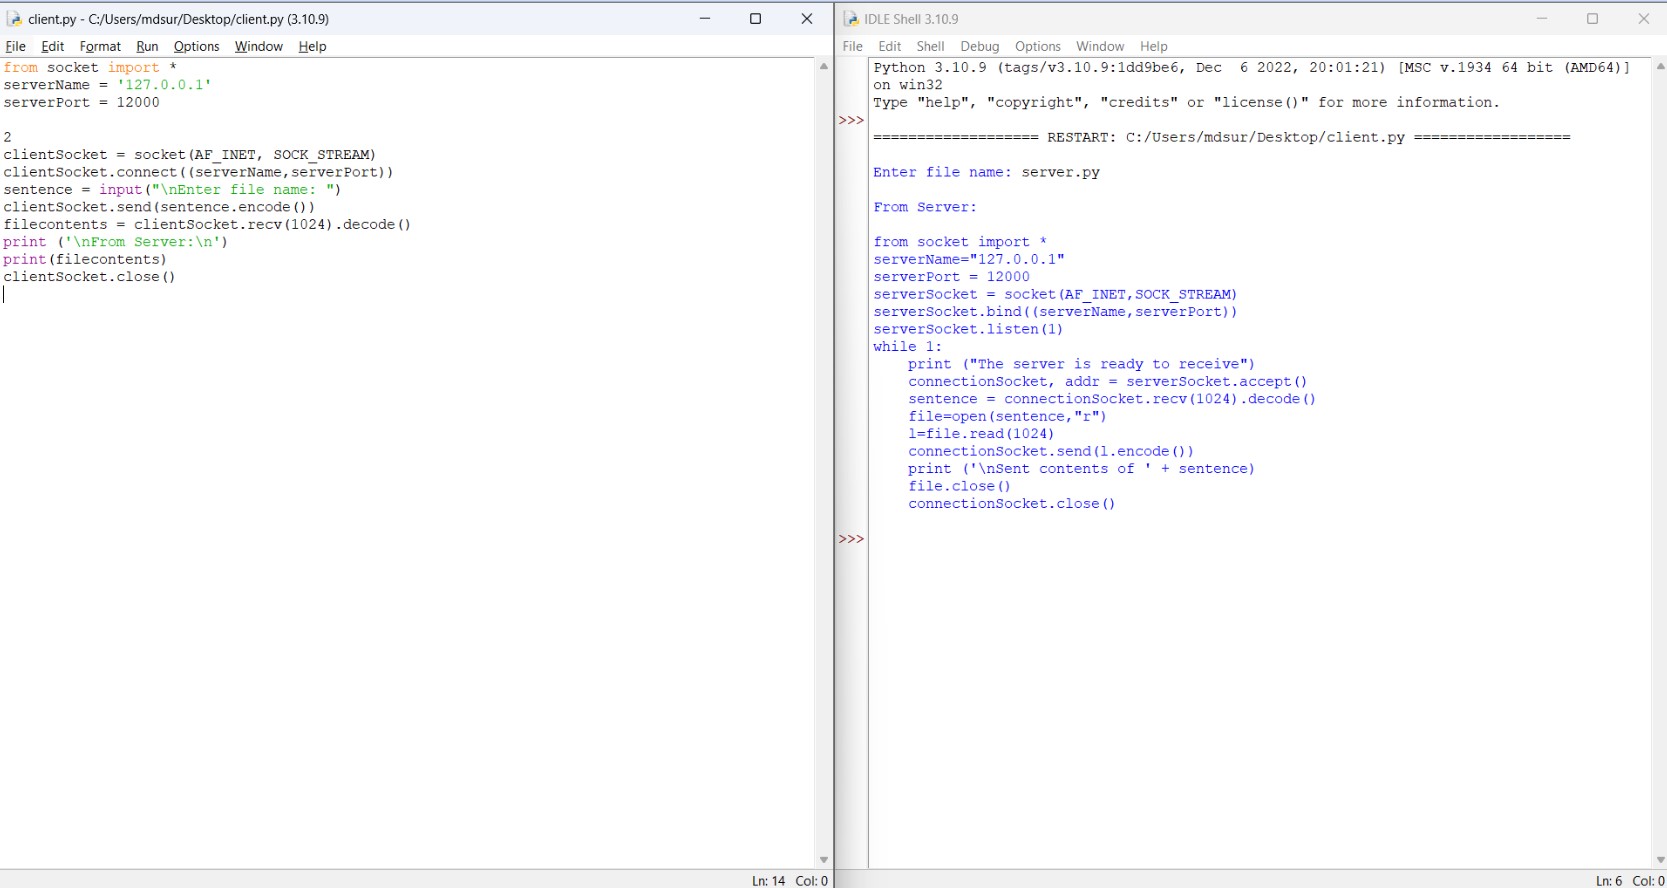 client.py - C:/Users/mdsur/Desktop/client.py (3.10.9)
File Edit Format Run Options Window Help
from socket import *
serverName = '127.0.0.1'
serverPort = 12000
2
clientSocket = socket(AF_INET, SOCK_STREAM)
clientSocket.connect((serverName,serverPort))
sentence = input("\nEnter file name: ")
clientSocket.send(sentence.encode())
filecontents = clientSocket.recv(1024).decode()
print ('\nFrom Server:\n')
print(filecontents)
clientSocket.close()
Ln: 14 Col: 0
IDLE Shell 3.10.9
File Edit Shell Debug Options Window Help
Python 3.10.9 (tags/v3.10.9:1dd9be6, Dec  6 2022, 20:01:21) [MSC v.1934 64 bit (AMD64)]
on win32
Type "help", "copyright", "credits" or "license()" for more information.
>>>
=================== RESTART: C:/Users/mdsur/Desktop/client.py ==================
Enter file name: server.py
From Server:
from socket import *
serverName="127.0.0.1"
serverPort = 12000
serverSocket = socket(AF_INET,SOCK_STREAM)
serverSocket.bind((serverName,serverPort))
serverSocket.listen(1)
while 1:
    print ("The server is ready to receive")
    connectionSocket, addr = serverSocket.accept()
    sentence = connectionSocket.recv(1024).decode()
    file=open(sentence,"r")
    l=file.read(1024)
    connectionSocket.send(l.encode())
    print ('\nSent contents of ' + sentence)
    file.close()
    connectionSocket.close()
>>>
Ln: 6 Col: 0